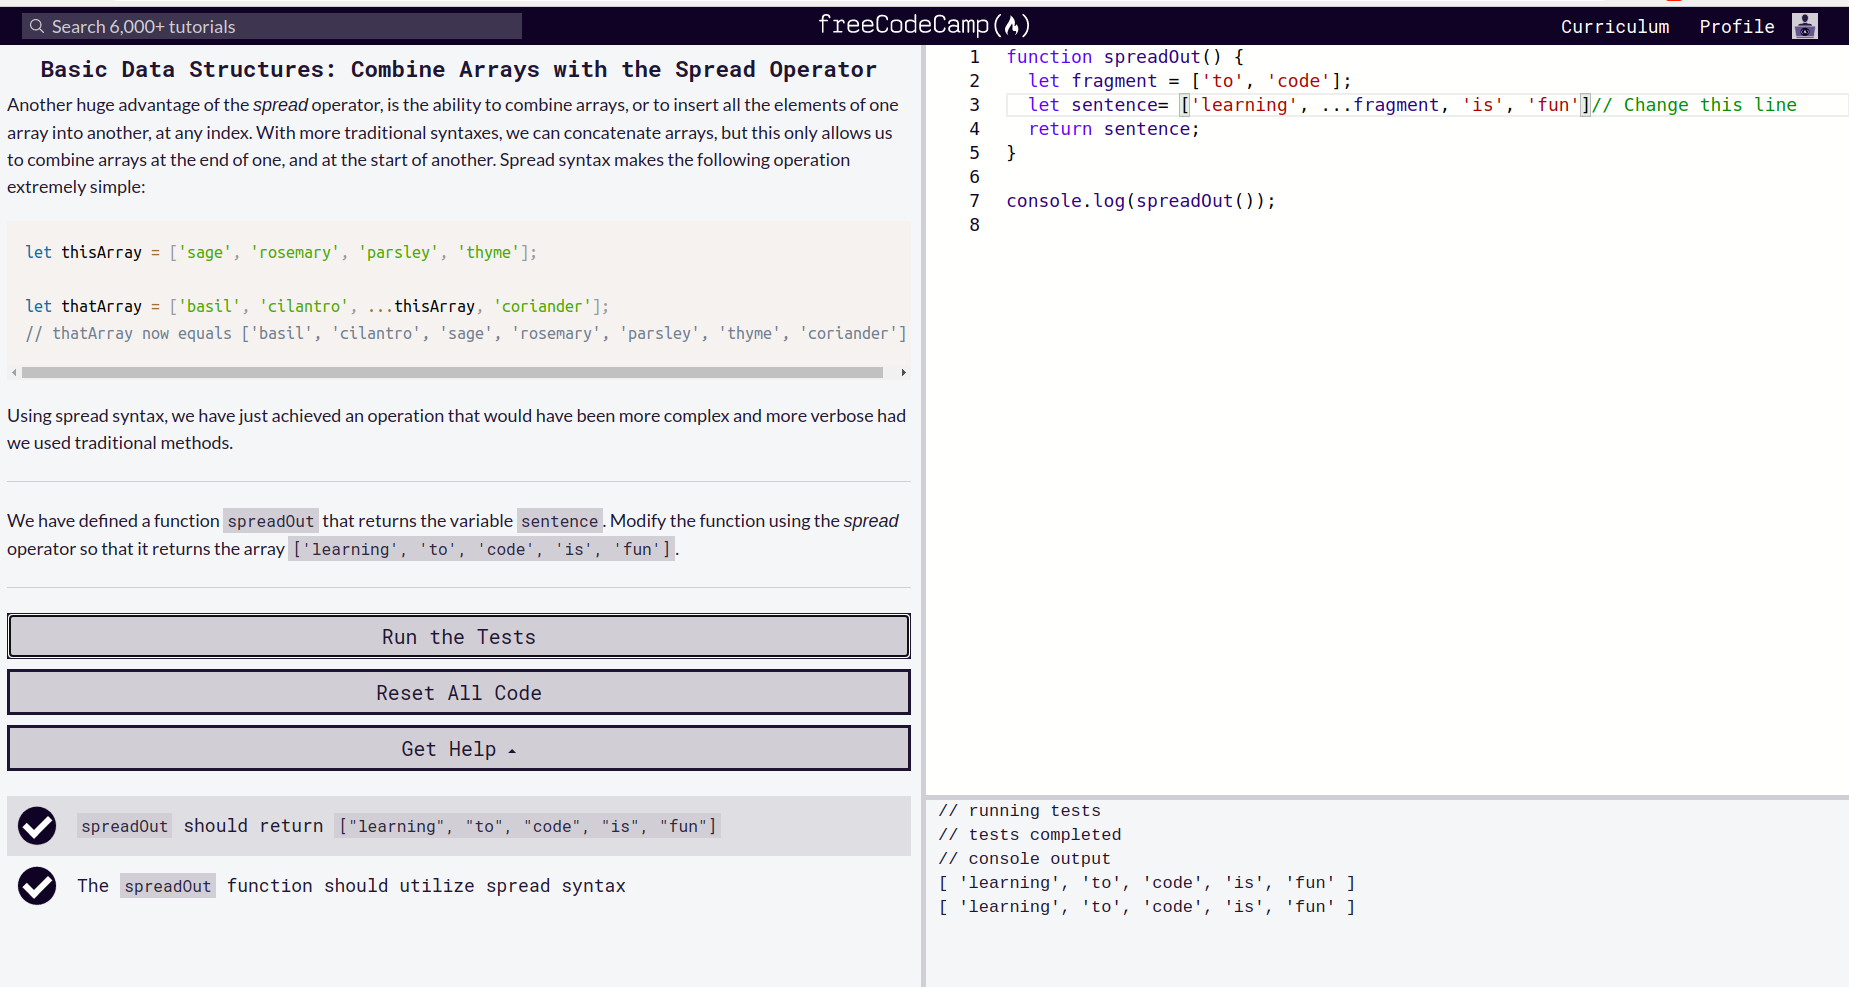 Search 6,000+ tutorials
freeCodeCamp(🔥)
Curriculum
Profile
Basic Data Structures: Combine Arrays with the Spread Operator
Another huge advantage of the spread operator, is the ability to combine arrays, or to insert all the elements of one
array into another, at any index. With more traditional syntaxes, we can concatenate arrays, but this only allows us
to combine arrays at the end of one, and at the start of another. Spread syntax makes the following operation
extremely simple:
let thisArray = ['sage', 'rosemary', 'parsley', 'thyme'];
let thatArray = ['basil', 'cilantro', ...thisArray, 'coriander'];
// thatArray now equals ['basil', 'cilantro', 'sage', 'rosemary', 'parsley', 'thyme', 'coriander']
Using spread syntax, we have just achieved an operation that would have been more complex and more verbose had
we used traditional methods.
We have defined a function spreadOut that returns the variable sentence. Modify the function using the spread
operator so that it returns the array ['learning', 'to', 'code', 'is', 'fun'].
Run the Tests
Reset All Code
Get Help
spreadOut should return ["learning", "to", "code", "is", "fun"]
The spreadOut function should utilize spread syntax
1 function spreadOut() {
2 let fragment = ['to', 'code'];
3 let sentence= ['learning', ...fragment, 'is', 'fun']// Change this line
4 return sentence;
5 }
6
7 console.log(spreadOut());
8
// running tests
// tests completed
// console output
[ 'learning', 'to', 'code', 'is', 'fun' ]
[ 'learning', 'to', 'code', 'is', 'fun' ]